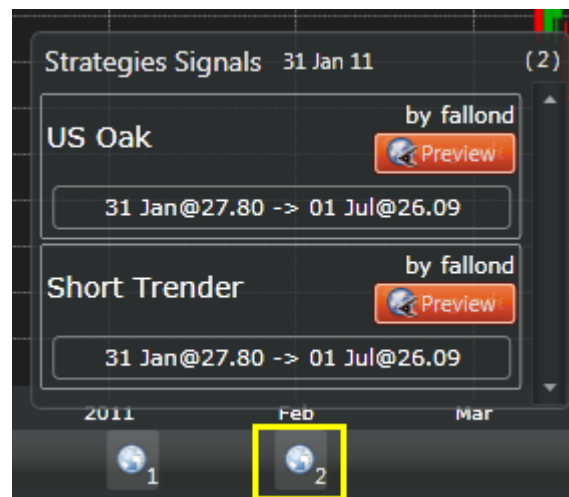 Strategies Signals 31 Jan 11 (2)
by fallond
US Oak
Preview
31 Jan@27.80 -> 01 Jul@26.09
by fallond
Short Trender
Preview
31 Jan@27.80 -> 01 Jul@26.09
2011 Feb Mar
1 2